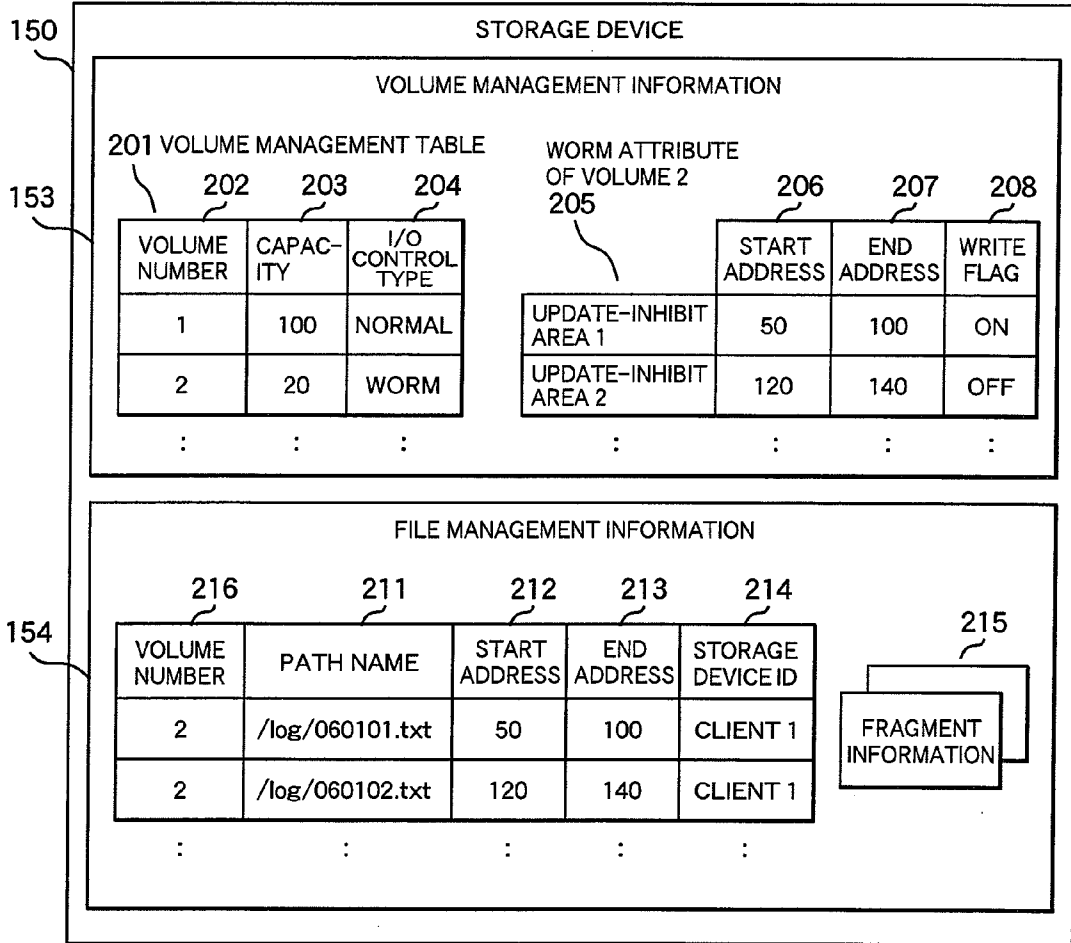 150
STORAGE DEVICE
VOLUME MANAGEMENT INFORMATION
201 VOLUME MANAGEMENT TABLE
WORM ATTRIBUTE
OF VOLUME 2
153
202 203 204
205
206 207 208
VOLUME
NUMBER
CAPAC-
ITY
I/O
CONTROL
TYPE
START
ADDRESS
END
ADDRESS
WRITE
FLAG
1 100 NORMAL
UPDATE-INHIBIT
AREA 1
50 100 ON
2 20 WORM
UPDATE-INHIBIT
AREA 2
120 140 OFF
: : : : : : :
FILE MANAGEMENT INFORMATION
154
216 211 212 213 214
215
VOLUME
NUMBER
PATH NAME
START
ADDRESS
END
ADDRESS
STORAGE
DEVICE ID
2 /log/060101.txt 50 100 CLIENT 1
2 /log/060102.txt 120 140 CLIENT 1
: : : : :
FRAGMENT
INFORMATION